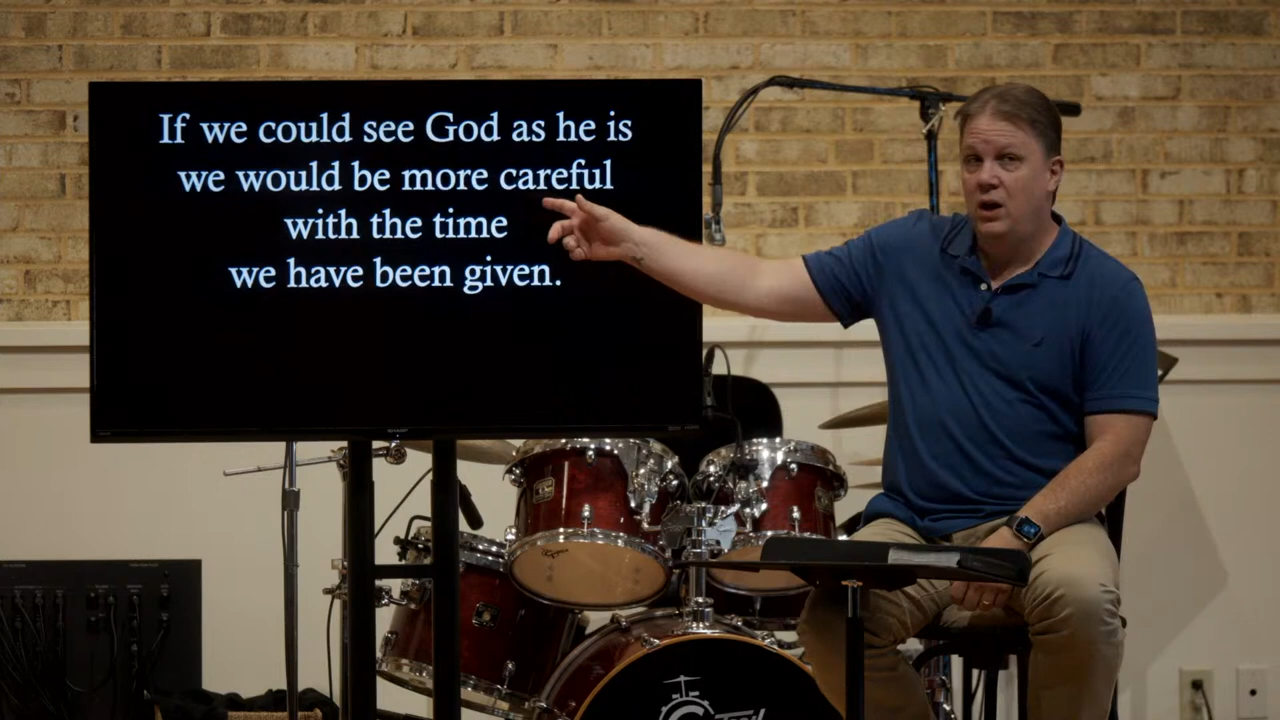 If we could see God as he is
we would be more careful
with the time
we have been given.